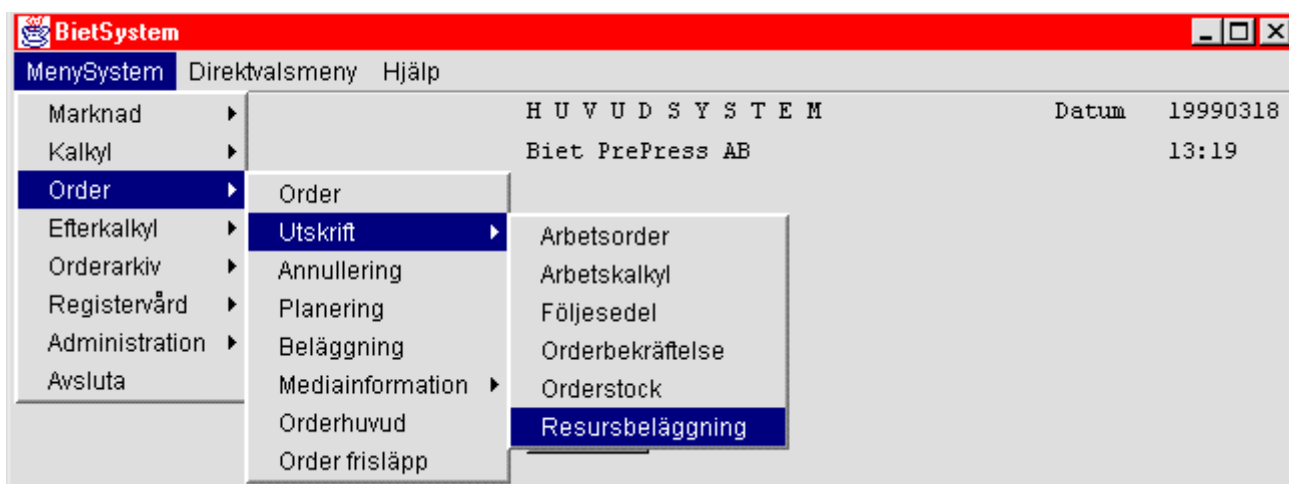 BietSystem
MenySystem Direktvalsmeny Hjälp
H U V U D S Y S T E M Datum 19990318
Biet PrePress AB 13:19
Marknad
Kalkyl
Order
Efterkalkyl
Orderarkiv
Registervård
Administration
Avsluta
Order
Utskrift
Annullering
Planering
Beläggning
Mediainformation
Orderhuvud
Order frisläpp
Arbetsorder
Arbetskalkyl
Följesedel
Orderbekräftelse
Orderstock
Resursbeläggning